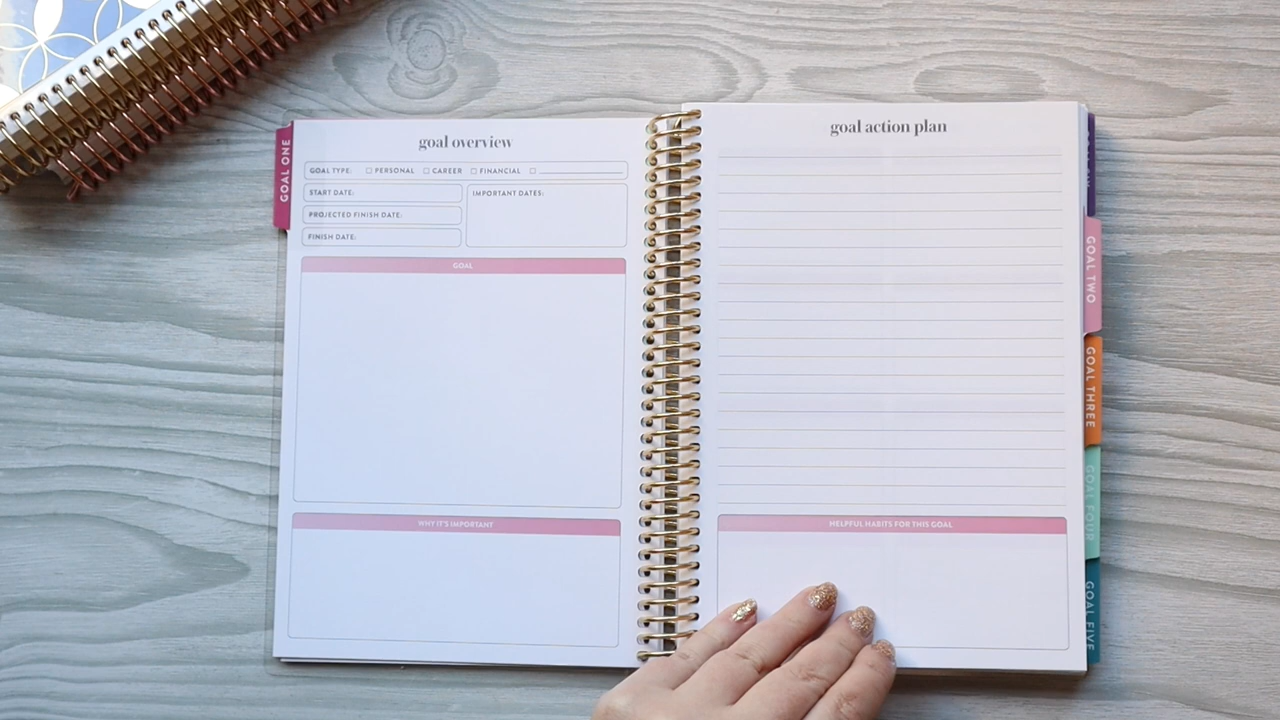 GOAL ONE
goal overview
GOAL TYPE: PERSONAL CAREER FINANCIAL
START DATE:
IMPORTANT DATES:
PROJECTED FINISH DATE:
FINISH DATE:
GOAL
WHY IT'S IMPORTANT
goal action plan
HELPFUL HABITS FOR THIS GOAL
GOAL TWO
GOAL THREE
GOAL FOUR
GOAL FIVE